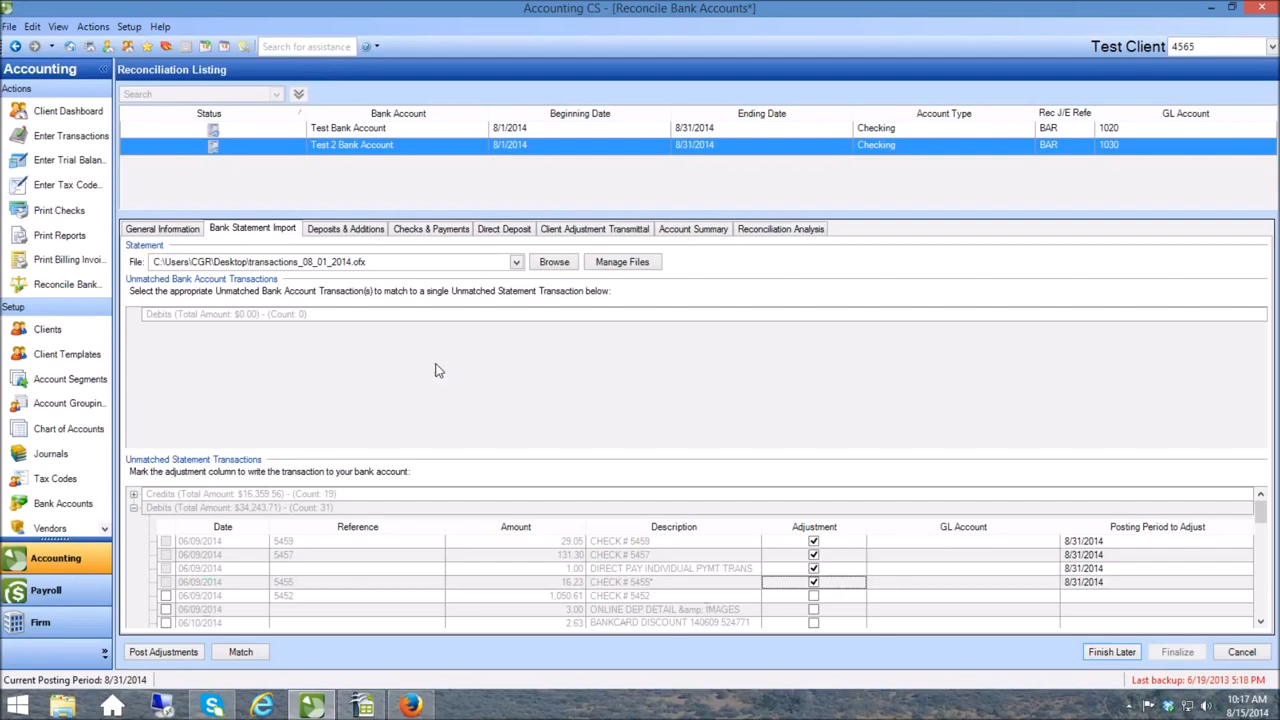 Accounting CS - [Reconcile Bank Accounts*]
File Edit View Actions Setup Help
Search for assistance
Test Client 4565
Accounting
Reconciliation Listing
Actions
Search
Client Dashboard
Enter Transactions
Enter Trial Balan...
Enter Tax Code...
Print Checks
Print Reports
Print Billing Invoi...
Reconcile Bank...
Setup
Clients
Client Templates
Account Segments
Account Groupin...
Chart of Accounts
Journals
Tax Codes
Bank Accounts
Vendors
Accounting
Payroll
Firm
Status Bank Account Beginning Date Ending Date Account Type Rec J/E Refe GL Account
Test Bank Account 8/1/2014 8/31/2014 Checking BAR 1020
Test 2 Bank Account 8/1/2014 8/31/2014 Checking BAR 1030
General Information Bank Statement Import Deposits & Additions Checks & Payments Direct Deposit Client Adjustment Transmittal Account Summary Reconciliation Analysis
Statement
File: C:\Users\CGR\Desktop\transactions_08_01_2014.ofx Browse Manage Files
Unmatched Bank Account Transactions
Select the appropriate Unmatched Bank Account Transaction(s) to match to a single Unmatched Statement Transaction below:
Debits (Total Amount: $0.00) - (Count: 0)
Unmatched Statement Transactions
Mark the adjustment column to write the transaction to your bank account:
Credits (Total Amount: $16,359.56) - (Count: 19)
Debits (Total Amount: $34,243.71) - (Count: 31)
Date Reference Amount Description Adjustment GL Account Posting Period to Adjust
06/09/2014 5459 29.05 CHECK # 5459 8/31/2014
06/09/2014 5457 131.30 CHECK # 5457 8/31/2014
06/09/2014 1.00 DIRECT PAY INDIVIDUAL PYMT TRANS 8/31/2014
06/09/2014 5455 16.23 CHECK # 5455* 8/31/2014
06/09/2014 5452 1,050.61 CHECK # 5452
06/09/2014 3.00 ONLINE DEP DETAIL &amp; IMAGES
06/10/2014 2.63 BANKCARD DISCOUNT 140609 524771
Post Adjustments Match Finish Later Finalize Cancel
Current Posting Period: 8/31/2014 Last backup: 6/19/2013 5:18 PM
10:17 AM
8/15/2014